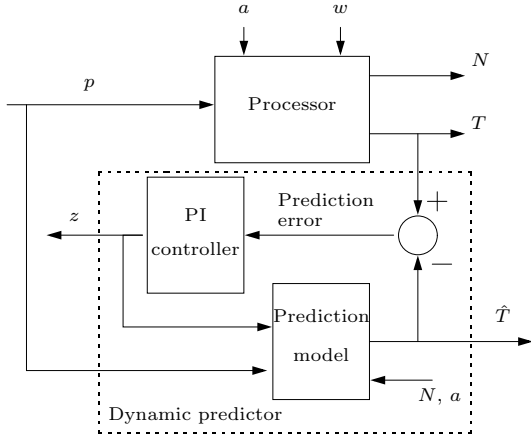 a
w
p
Processor
N
T
z
PI
controller
Prediction
error
+
−
Prediction
model
T̂
N, a
Dynamic predictor